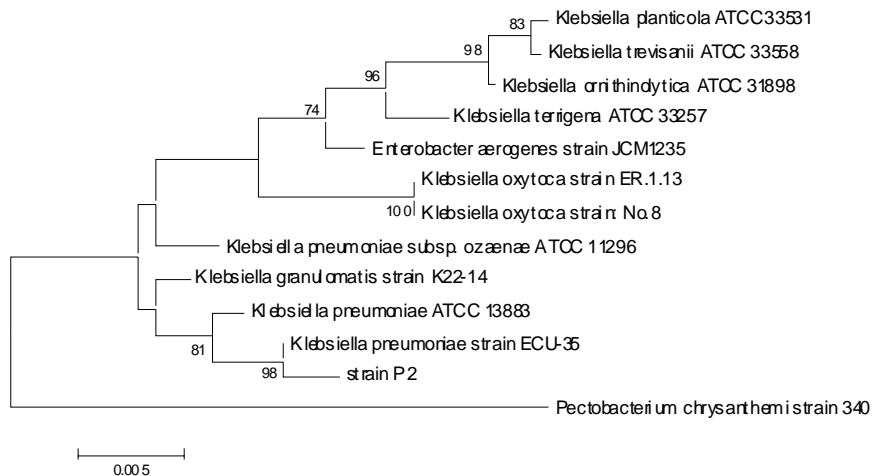 83
Klebsiella planticola ATCC 33531
98
Klebsiella trevisanii ATCC 33558
96
Klebsiella ornithinolytica ATCC 31898
74
Klebsiella terrigena ATCC 33257
Enterobacter aerogenes strain JCM1235
Klebsiella oxytoca strain ER.1.13
100
Klebsiella oxytoca strain: No.8
Klebsiella pneumoniae subsp. ozaenae ATCC 11296
Klebsiella granulomatis strain K22-14
Klebsiella pneumoniae ATCC 13883
81
Klebsiella pneumoniae strain ECU-35
98
strain P2
Pectobacterium chrysanthemi strain 340
0.005